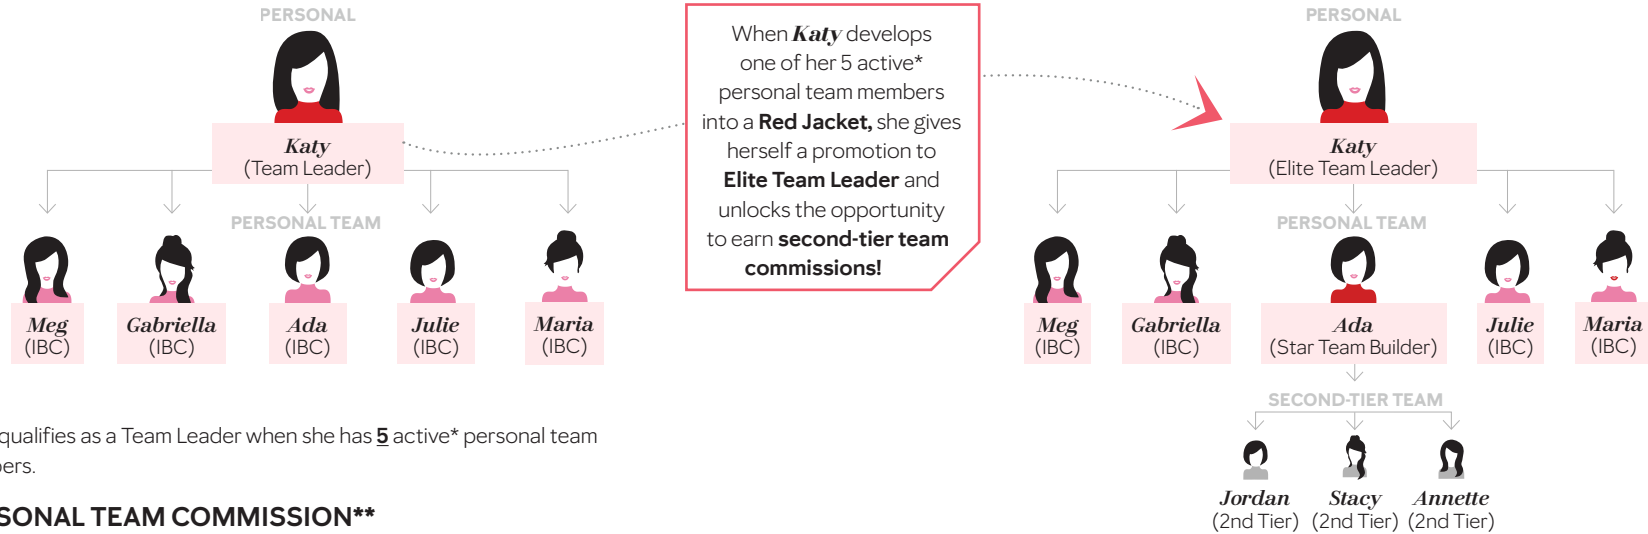 PERSONAL
Katy
(Team Leader)
PERSONAL TEAM
Meg
(IBC)
Gabriella
(IBC)
Ada
(IBC)
Julie
(IBC)
Maria
(IBC)
qualifies as a Team Leader when she has 5 active* personal team
bers.
SONAL TEAM COMMISSION**
When Katy develops
one of her 5 active*
personal team members
into a Red Jacket, she gives
herself a promotion to
Elite Team Leader and
unlocks the opportunity
to earn second-tier team
commissions!
PERSONAL
Katy
(Elite Team Leader)
PERSONAL TEAM
Meg
(IBC)
Gabriella
(IBC)
Ada
(Star Team Builder)
Julie
(IBC)
Maria
(IBC)
SECOND-TIER TEAM
Jordan
(2nd Tier)
Stacy
(2nd Tier)
Annette
(2nd Tier)